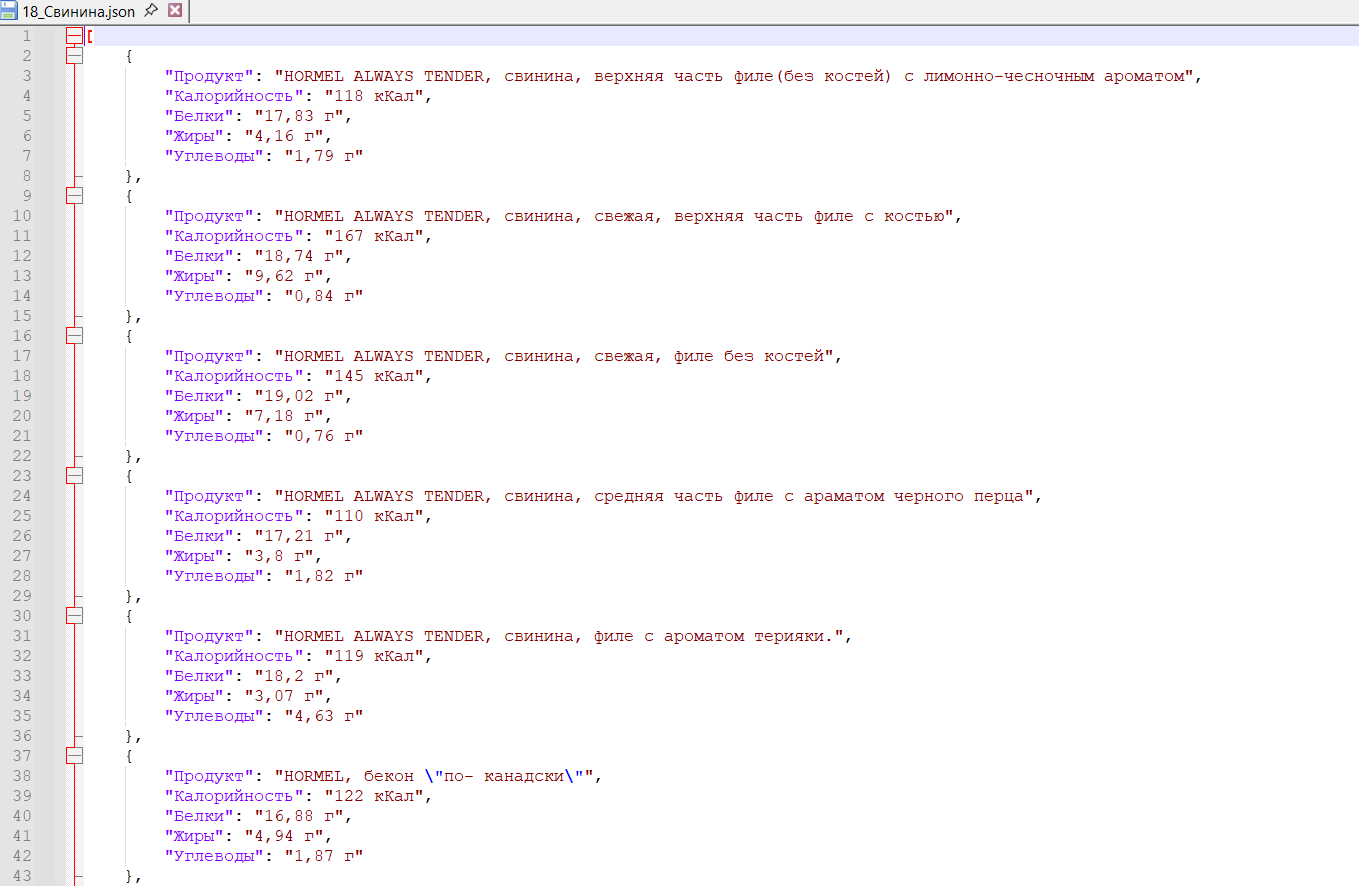 18_Свинина.json
1 [
2 {
3 "Продукт": "HORMEL ALWAYS TENDER, свинина, верхняя часть филе(без костей) с лимонно-чесночным ароматом",
4 "Калорийность": "118 кКал",
5 "Белки": "17,83 г",
6 "Жиры": "4,16 г",
7 "Углеводы": "1,79 г"
8 },
9 {
10 "Продукт": "HORMEL ALWAYS TENDER, свинина, свежая, верхняя часть филе с костью",
11 "Калорийность": "167 кКал",
12 "Белки": "18,74 г",
13 "Жиры": "9,62 г",
14 "Углеводы": "0,84 г"
15 },
16 {
17 "Продукт": "HORMEL ALWAYS TENDER, свинина, свежая, филе без костей",
18 "Калорийность": "145 кКал",
19 "Белки": "19,02 г",
20 "Жиры": "7,18 г",
21 "Углеводы": "0,76 г"
22 },
23 {
24 "Продукт": "HORMEL ALWAYS TENDER, свинина, средняя часть филе с араматом черного перца",
25 "Калорийность": "110 кКал",
26 "Белки": "17,21 г",
27 "Жиры": "3,8 г",
28 "Углеводы": "1,82 г"
29 },
30 {
31 "Продукт": "HORMEL ALWAYS TENDER, свинина, филе с ароматом терияки.",
32 "Калорийность": "119 кКал",
33 "Белки": "18,2 г",
34 "Жиры": "3,07 г",
35 "Углеводы": "4,63 г"
36 },
37 {
38 "Продукт": "HORMEL, бекон \"по- канадски\"",
39 "Калорийность": "122 кКал",
40 "Белки": "16,88 г",
41 "Жиры": "4,94 г",
42 "Углеводы": "1,87 г"
43 },